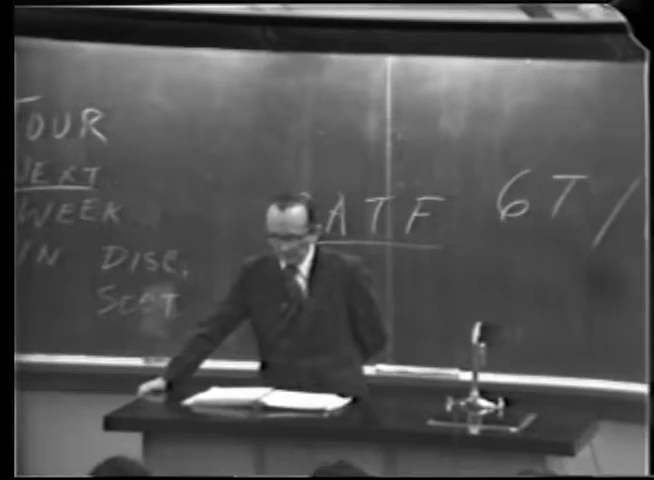 TOUR
NEXT
WEEK
IN DISC.
SECT.
ATF
6T/